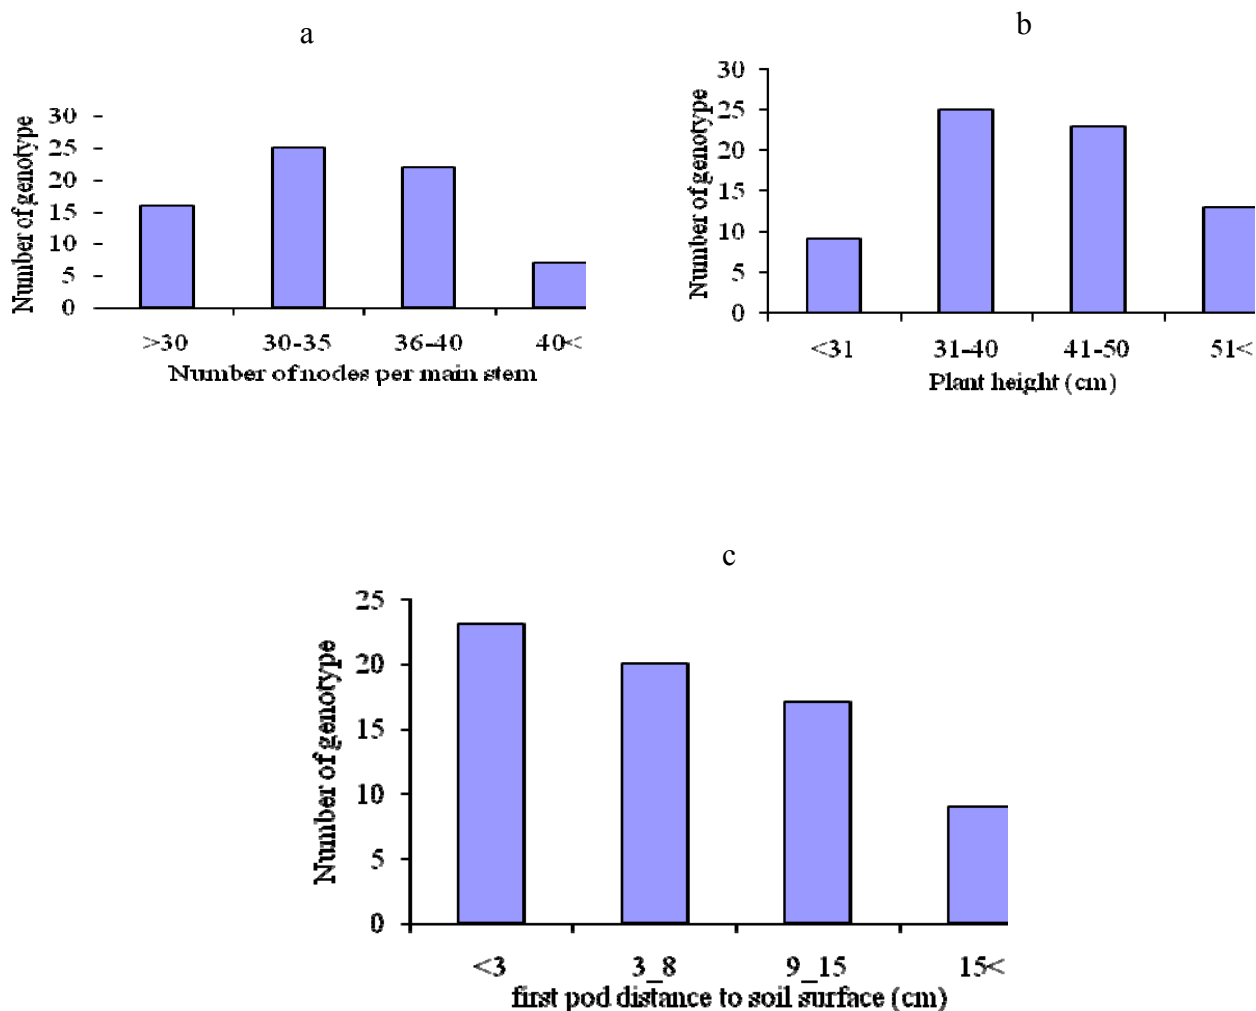 a
Number of genotype
30
25
20
15
10
5
0
>30 30-35 36-40 40<
Number of nodes per main stem
b
Number of genotype
30
25
20
15
10
5
0
<31 31-40 41-50 51<
Plant height (cm)
c
Number of genotype
25
20
15
10
5
0
<3 3_8 9_15 15<
first pod distance to soil surface (cm)